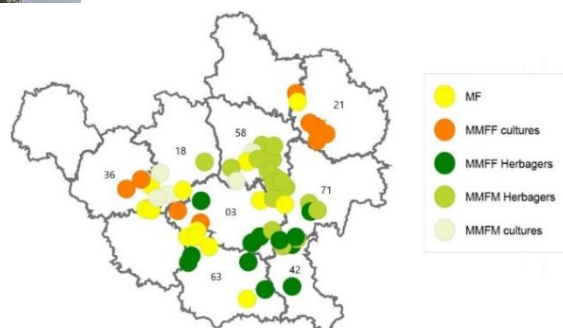 21
58
18
36
71
03
63
42
MF
MMFF cultures
MMFF Herbagers
MMFM Herbagers
MMFM cultures